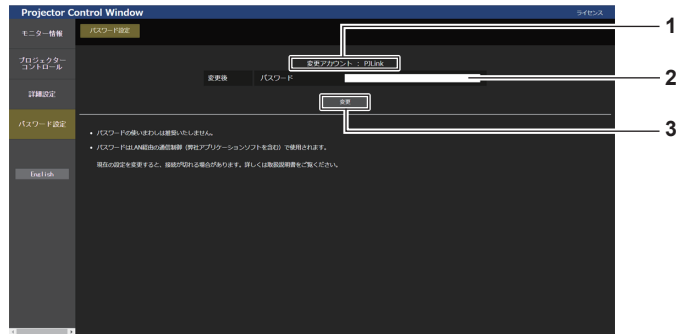 Projector Control Window
ライセンス
モニター情報
パスワード設定
1
変更アカウント : PJLink
プロジェクター
コントロール
変更後 パスワード
2
詳細設定
変更
パスワード設定
3
• パスワードの使いまわしは推奨いたしません。
• パスワードはLAN経由の通信制御(弊社アプリケーションソフトを含む)で使用されます。
現在の設定を変更すると、接続が切れる場合があります。詳しくは取扱説明書をご覧ください。
English